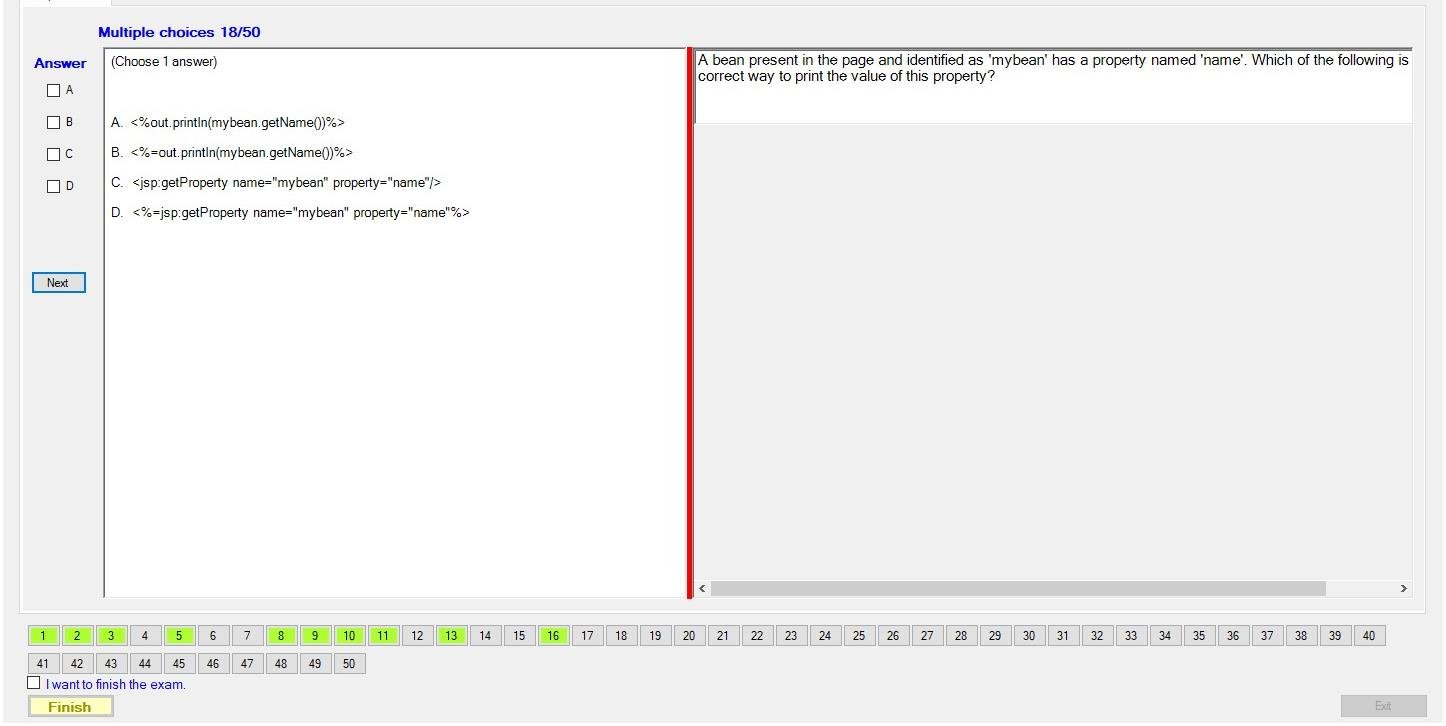 Multiple choices 18/50
Answer
A
B
C
D
Next
(Choose 1 answer)
A. <%out.println(mybean.getName())%>
B. <%=out.println(mybean.getName())%>
C. <jsp:getProperty name="mybean" property="name"/>
D. <%=jsp:getProperty name="mybean" property="name"%>
A bean present in the page and identified as 'mybean' has a property named 'name'. Which of the following is
correct way to print the value of this property?
1 2 3 4 5 6 7 8 9 10 11 12 13 14 15 16 17 18 19 20 21 22 23 24 25 26 27 28 29 30 31 32 33 34 35 36 37 38 39 40
41 42 43 44 45 46 47 48 49 50
I want to finish the exam.
Finish
Exit